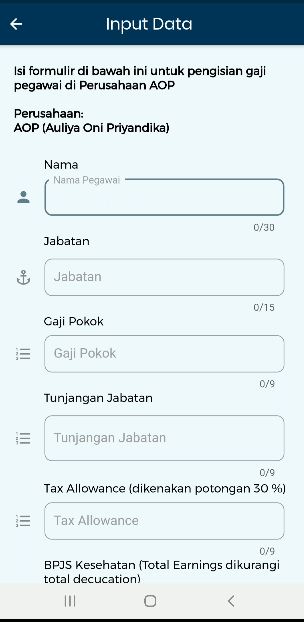 Input Data
Isi formulir di bawah ini untuk pengisian gaji
pegawai di Perusahaan AOP
Perusahaan:
AOP (Auliya Oni Priyandika)
Nama
Nama Pegawai
0/30
Jabatan
Jabatan
0/15
Gaji Pokok
Gaji Pokok
0/9
Tunjangan Jabatan
Tunjangan Jabatan
0/9
Tax Allowance (dikenakan potongan 30 %)
Tax Allowance
0/9
BPJS Kesehatan (Total Earnings dikurangi
total decucation)